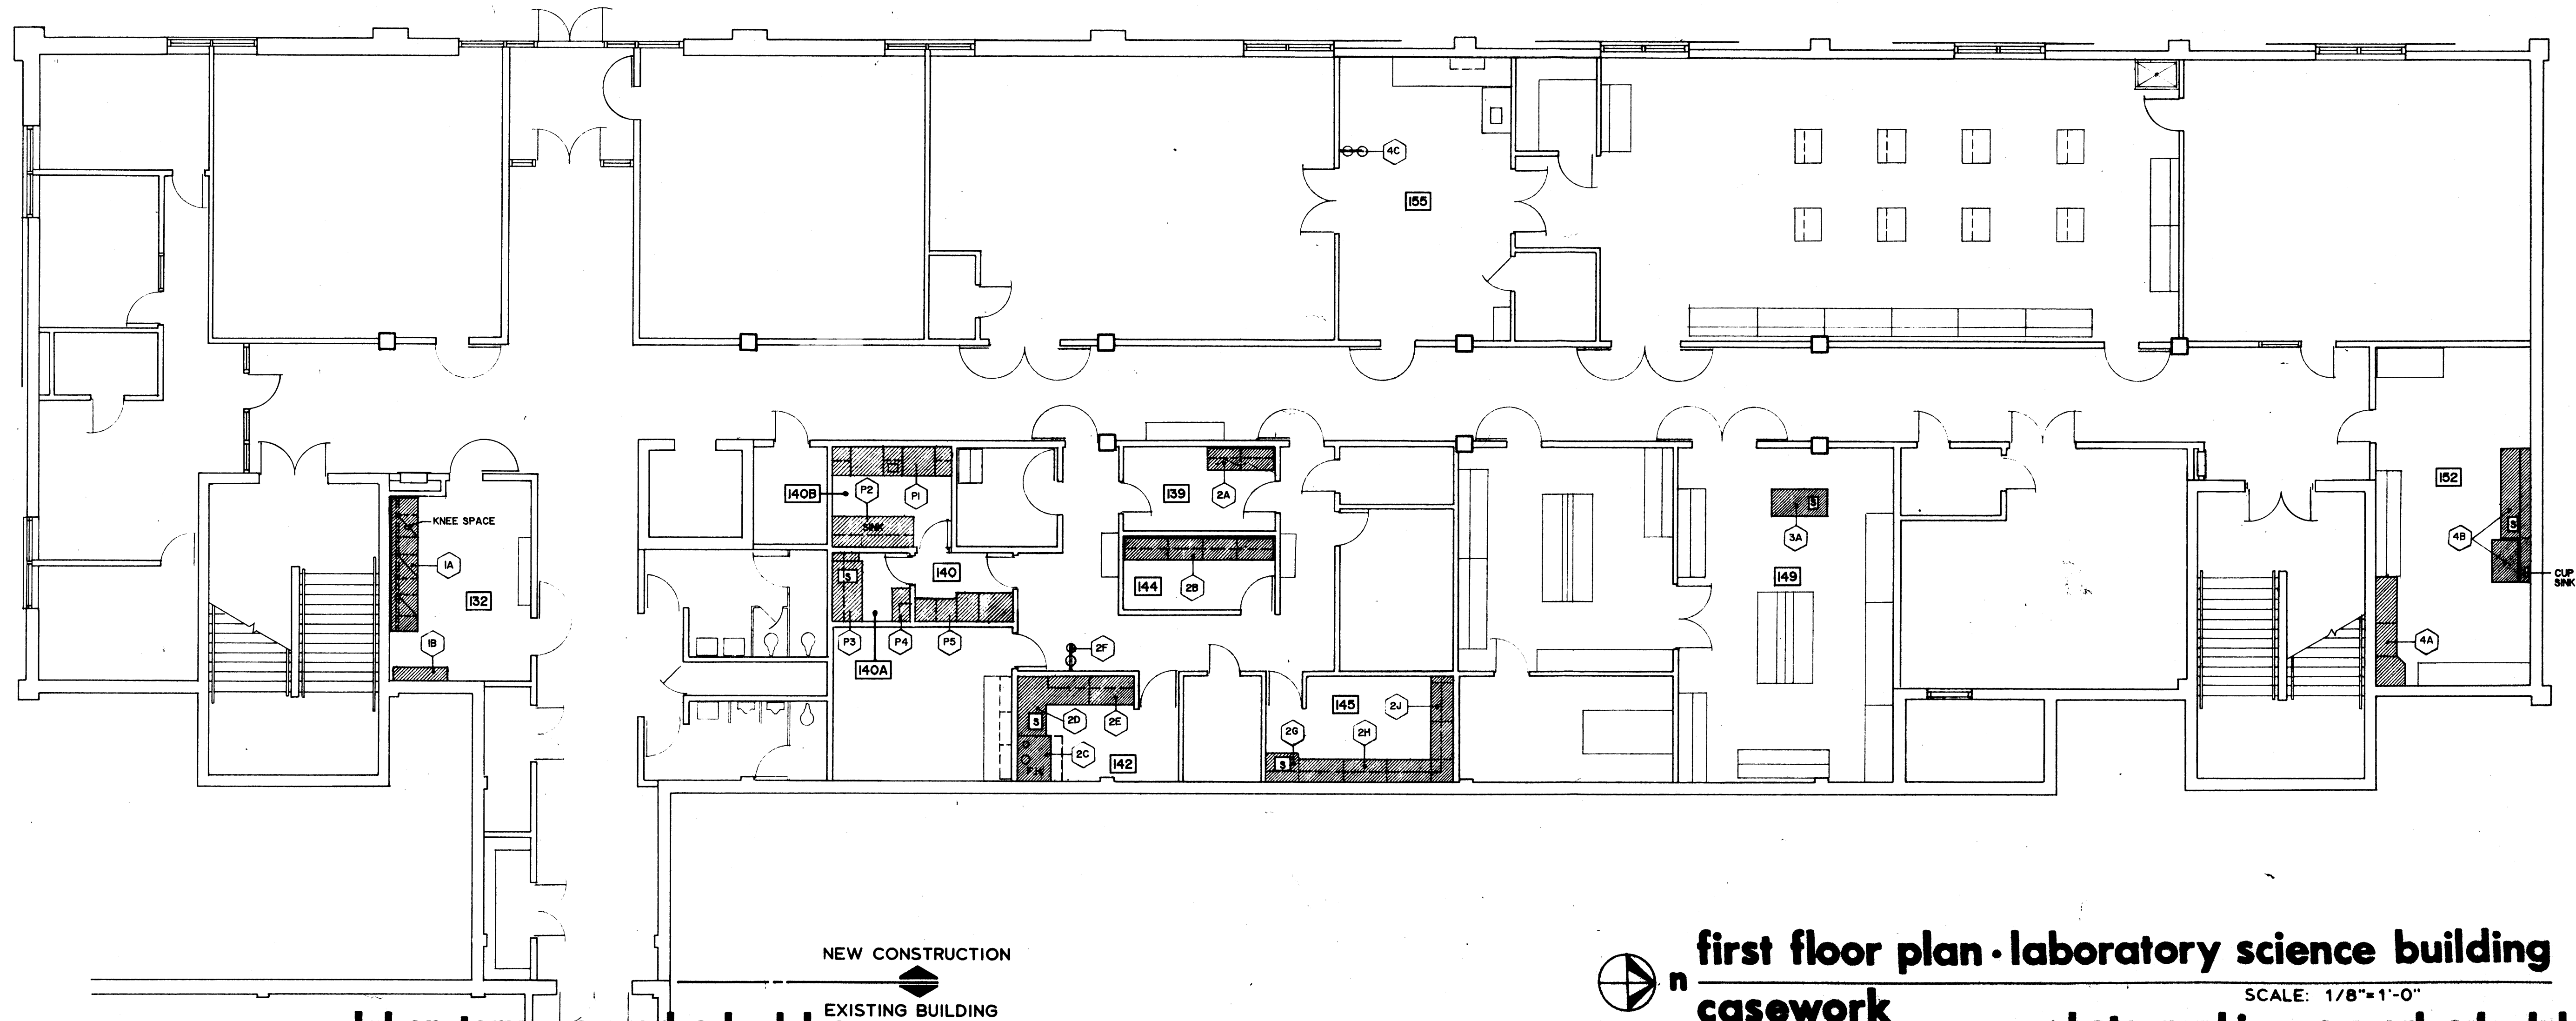 4C
155
140B
P2
P1
139
2A
152
KNEE SPACE
SINK
S
3A
S
4B
1A
140
144
2B
149
CUP
SINK
132
S
1B
P3
P4
P5
2F
4A
140A
145
2J
S
2D
2E
2G
2H
2C
142
S
NEW CONSTRUCTION
EXISTING BUILDING
n
first floor plan · laboratory science building
SCALE: 1/8"=1'-0"
casework